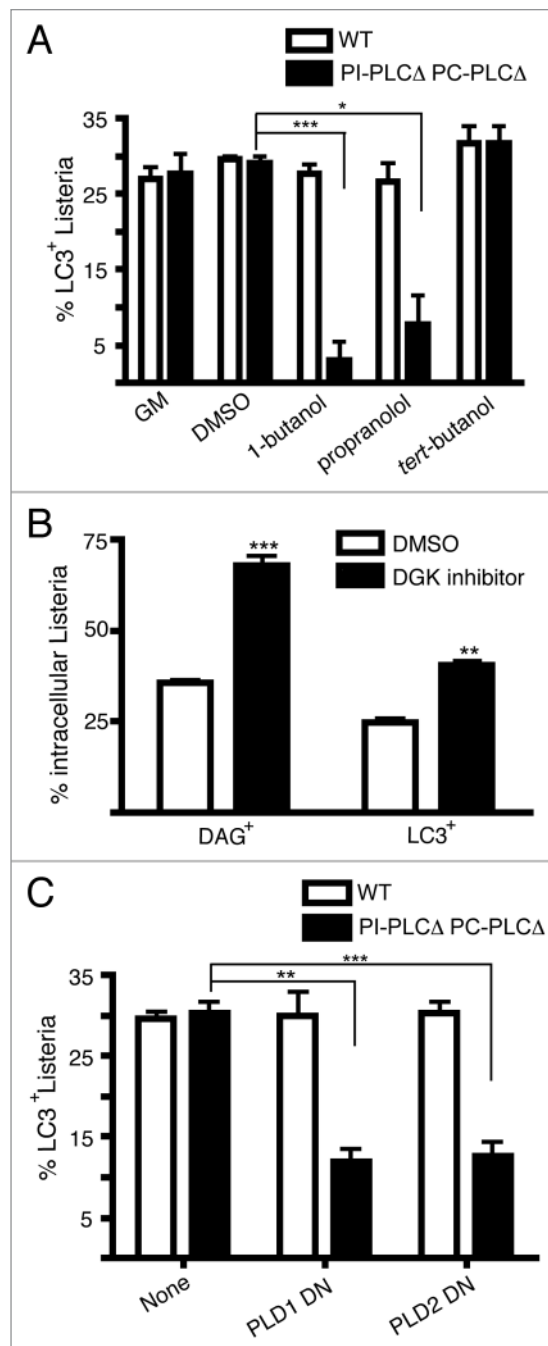 A
WT
PI-PLCΔ PC-PLCΔ
% LC3+ Listeria
35
25
15
5
*
***
GM
DMSO
1-butanol
propranolol
tert-butanol
B
DMSO
DGK inhibitor
% intracellular Listeria
75
50
25
***
**
DAG+
LC3+
C
WT
PI-PLCΔ PC-PLCΔ
% LC3 +Listeria
35
25
15
5
***
**
None
PLD1 DN
PLD2 DN